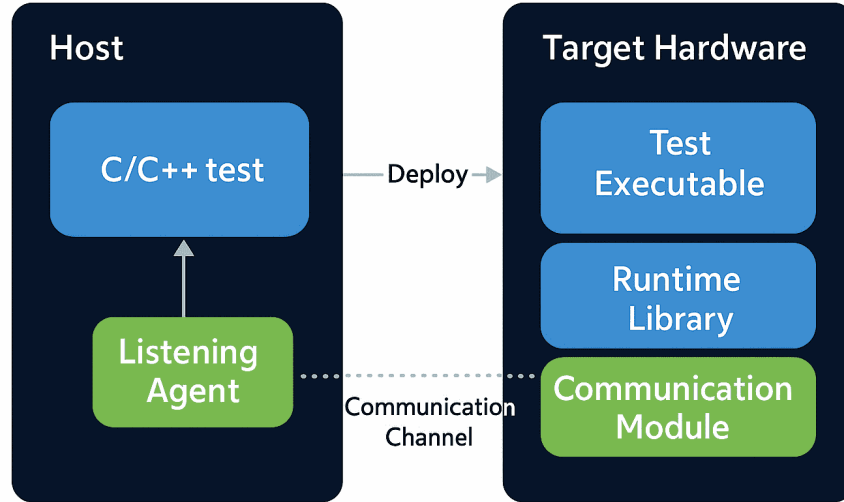 Host
C/C++ test
Listening
Agent
Deploy
Communication
Channel
Target Hardware
Test
Executable
Runtime
Library
Communication
Module